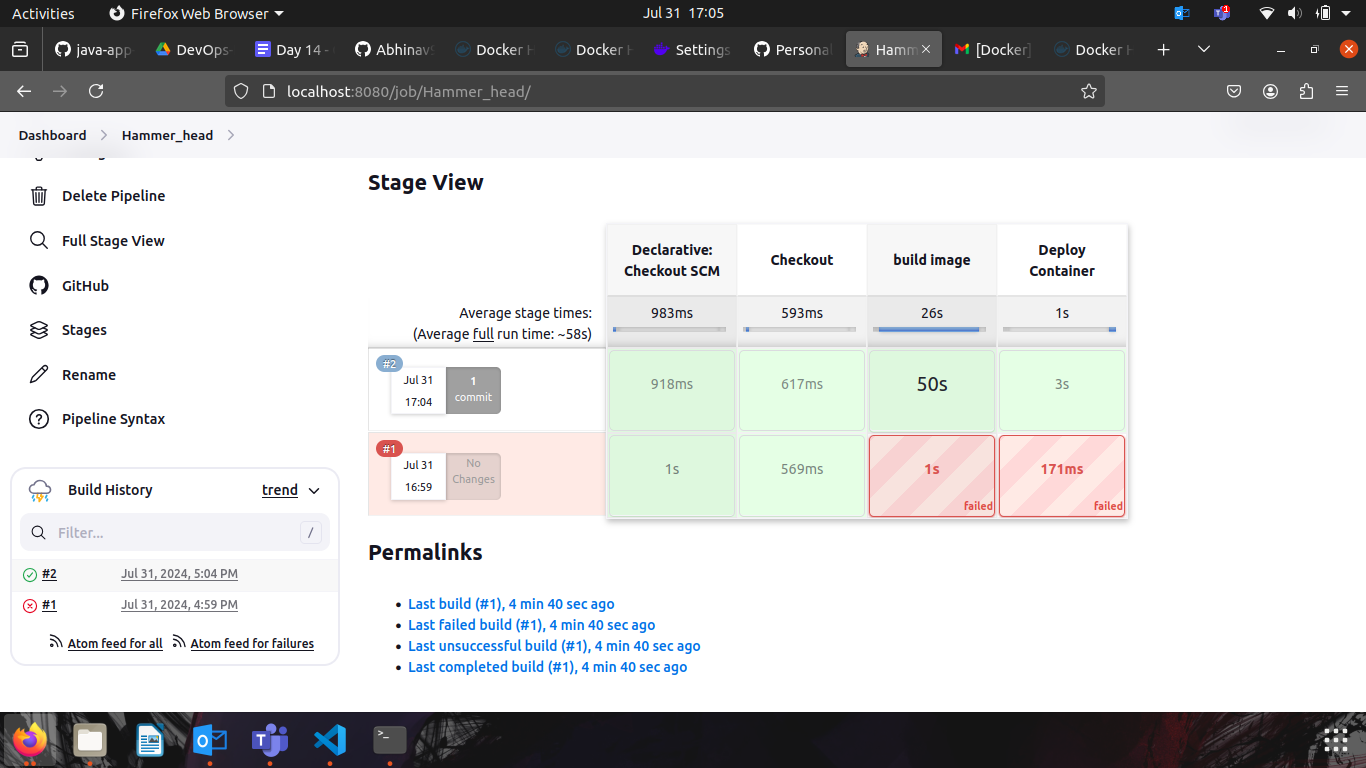 Activities
Firefox Web Browser
Jul 31 17:05
1
java-app
DevOps-
Day 14 -
AbhinavS
Docker H
Docker H
Settings
Personal
Hamm
[Docker]
Docker H
localhost:8080/job/Hammer_head/
Dashboard
Hammer_head
Delete Pipeline
Full Stage View
GitHub
Stages
Rename
Pipeline Syntax
Build History
trend
Filter...
/
#2
Jul 31, 2024, 5:04 PM
#1
Jul 31, 2024, 4:59 PM
Atom feed for all
Atom feed for failures
Stage View
Declarative:
Checkout SCM
Checkout
build image
Deploy
Container
Average stage times:
(Average full run time: ~58s)
983ms
593ms
26s
1s
#2
Jul 31
17:04
1
commit
918ms
617ms
50s
3s
#1
Jul 31
16:59
No
Changes
1s
569ms
1s
failed
171ms
failed
Permalinks
Last build (#1), 4 min 40 sec ago
Last failed build (#1), 4 min 40 sec ago
Last unsuccessful build (#1), 4 min 40 sec ago
Last completed build (#1), 4 min 40 sec ago